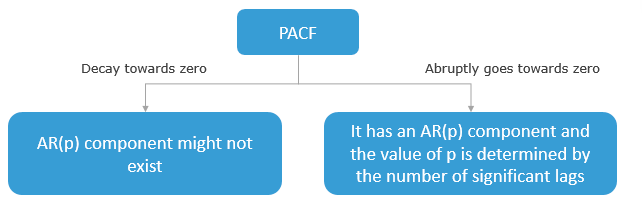 PACF
Decay towards zero
Abruptly goes towards zero
AR(p) component might not
exist
It has an AR(p) component and
the value of p is determined by
the number of significant lags